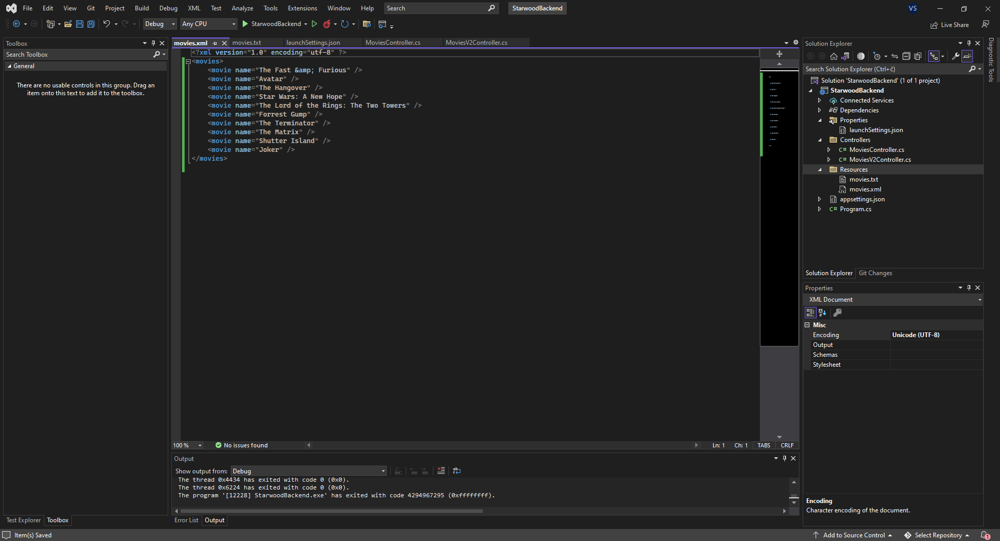 File Edit View Git Project Build Debug XML Test Analyze Tools Extensions Window Help Search StarwoodBackend VS
Debug Any CPU StarwoodBackend Live Share
Toolbox
Search Toolbox
General
There are no usable controls in this group. Drag an
item onto this text to add it to the toolbox.
Test Explorer Toolbox
movies.xml movies.txt launchSettings.json MoviesController.cs MoviesV2Controller.cs
<?xml version="1.0" encoding="utf-8" ?>
<movies>
<movie name="The Fast &amp; Furious" />
<movie name="Avatar" />
<movie name="The Hangover" />
<movie name="Star Wars: A New Hope" />
<movie name="The Lord of the Rings: The Two Towers" />
<movie name="Forrest Gump" />
<movie name="The Terminator" />
<movie name="The Matrix" />
<movie name="Shutter Island" />
<movie name="Joker" />
</movies>
100 % No issues found Ln: 1 Ch: 1 TABS CRLF
Output
Show output from: Debug
The thread 0x4434 has exited with code 0 (0x0).
The thread 0x6224 has exited with code 0 (0x0).
The program '[12228] StarwoodBackend.exe' has exited with code 4294967295 (0xffffffff).
Error List Output
Solution Explorer
Search Solution Explorer (Ctrl+č)
Solution 'StarwoodBackend' (1 of 1 project)
StarwoodBackend
Connected Services
Dependencies
Properties
launchSettings.json
Controllers
C# MoviesController.cs
C# MoviesV2Controller.cs
Resources
movies.txt
movies.xml
appsettings.json
C# Program.cs
Solution Explorer Git Changes
Properties
XML Document
Misc
Encoding Unicode (UTF-8)
Output
Schemas
Stylesheet
Encoding
Character encoding of the document.
Diagnostic Tools
Item(s) Saved Add to Source Control Select Repository 1